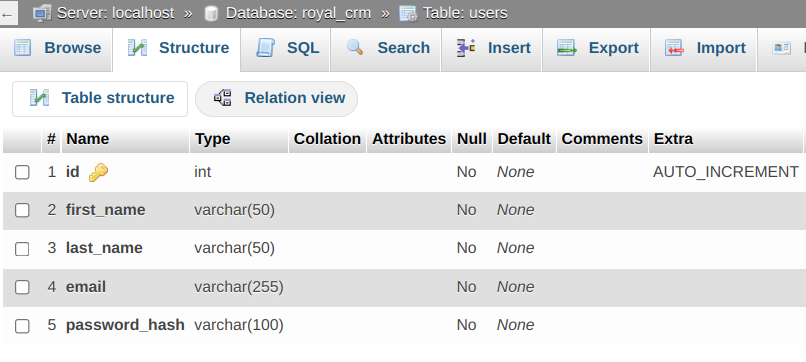 ← Server: localhost » Database: royal_crm » Table: users
Browse Structure SQL Search Insert Export Import
Table structure Relation view
# Name Type Collation Attributes Null Default Comments Extra
1 id int No None AUTO_INCREMENT
2 first_name varchar(50) No None
3 last_name varchar(50) No None
4 email varchar(255) No None
5 password_hash varchar(100) No None